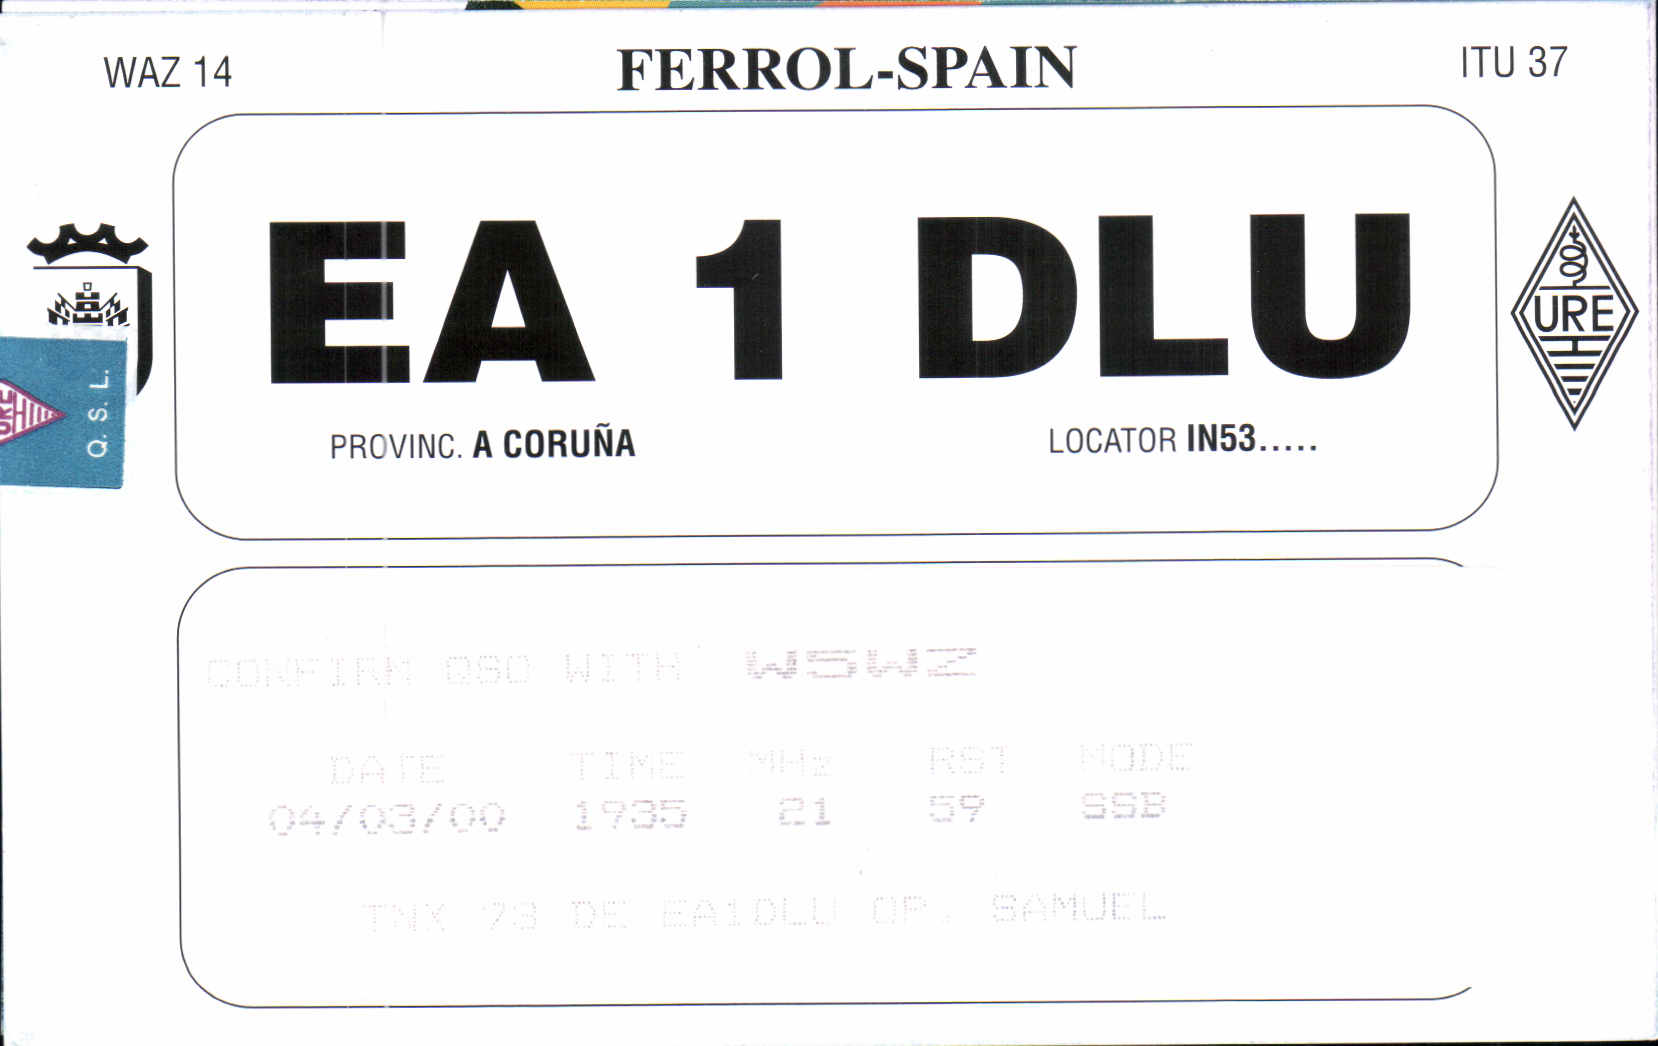 WAZ 14
FERROL-SPAIN
ITU 37
EA 1 DLU
URE
URE
Q. S. L.
PROVINC. A CORUÑA
LOCATOR IN53.....
CONFIRM QSO WITH W5WZ
DATE TIME MHz RST MODE
04/03/00 1935 21 59 SSB
TNX 73 DE EA1DLU OP. SAMUEL